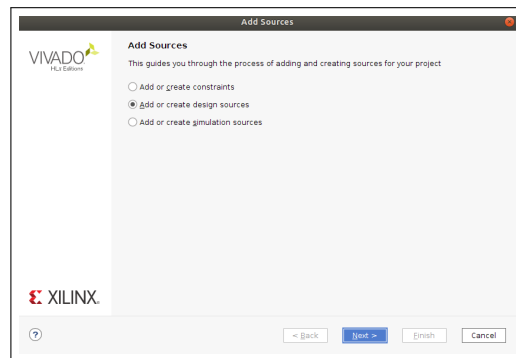 Add Sources
VIVADO
HLx Editions
Add Sources
This guides you through the process of adding and creating sources for your project
Add or create constraints
Add or create design sources
Add or create simulation sources
XILINX.
?
< Back
Next >
Finish
Cancel